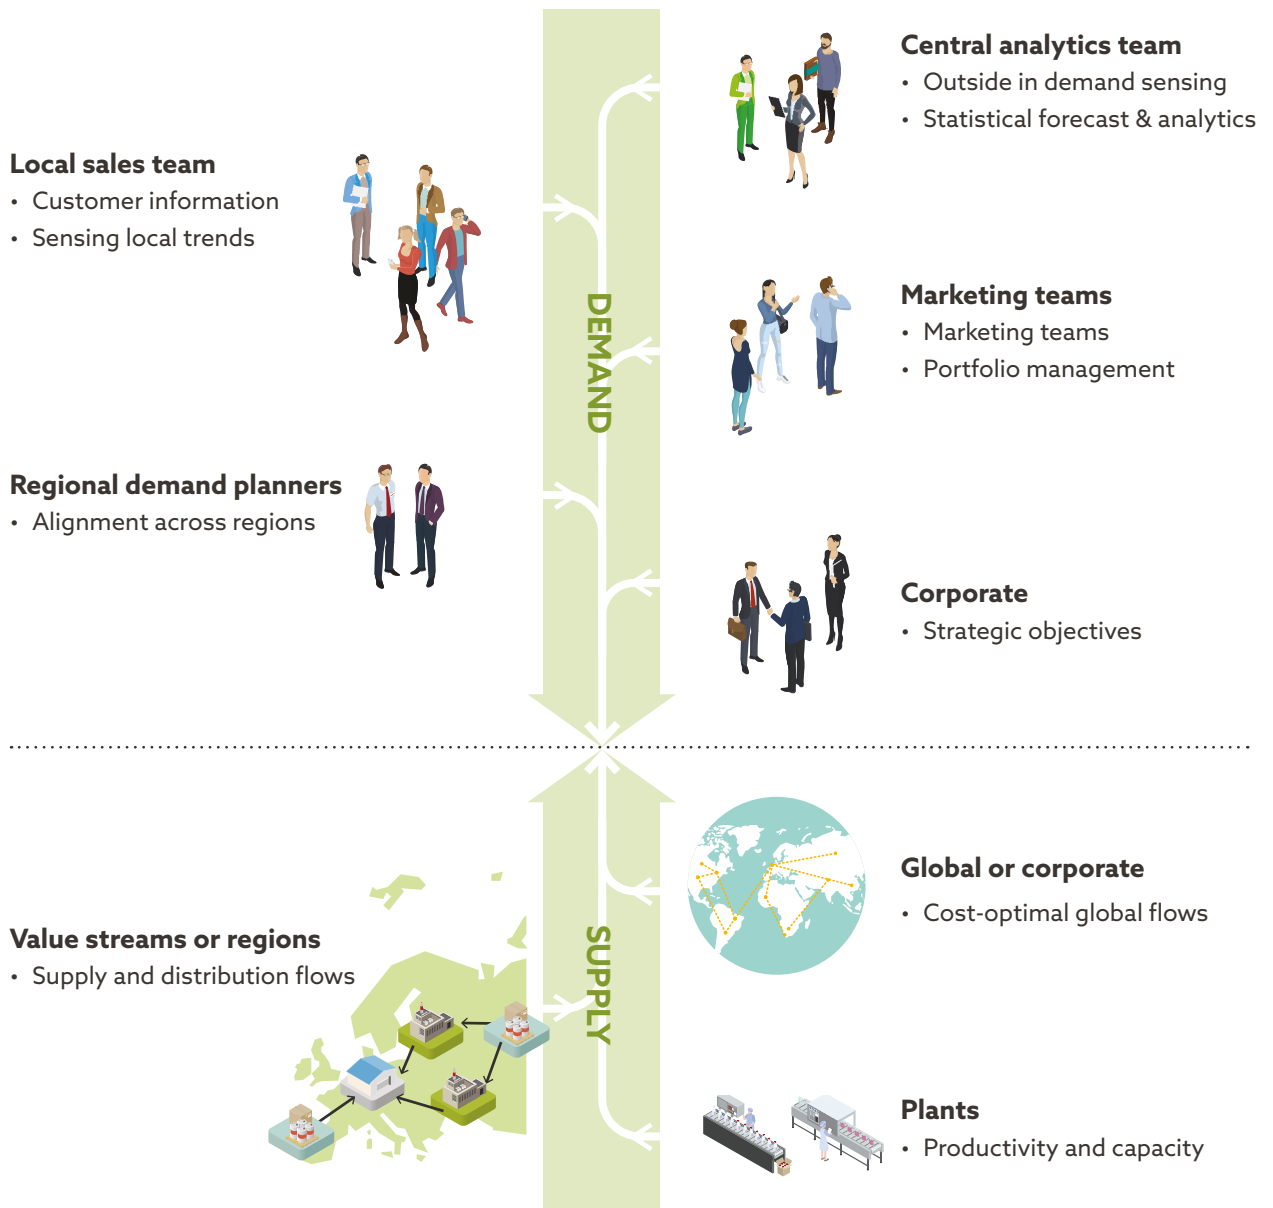 Central analytics team
• Outside in demand sensing
• Statistical forecast & analytics
Local sales team
• Customer information
• Sensing local trends
DEMAND
Marketing teams
• Marketing teams
• Portfolio management
Regional demand planners
• Alignment across regions
Corporate
• Strategic objectives
Global or corporate
• Cost-optimal global flows
Value streams or regions
• Supply and distribution flows
SUPPLY
Plants
• Productivity and capacity